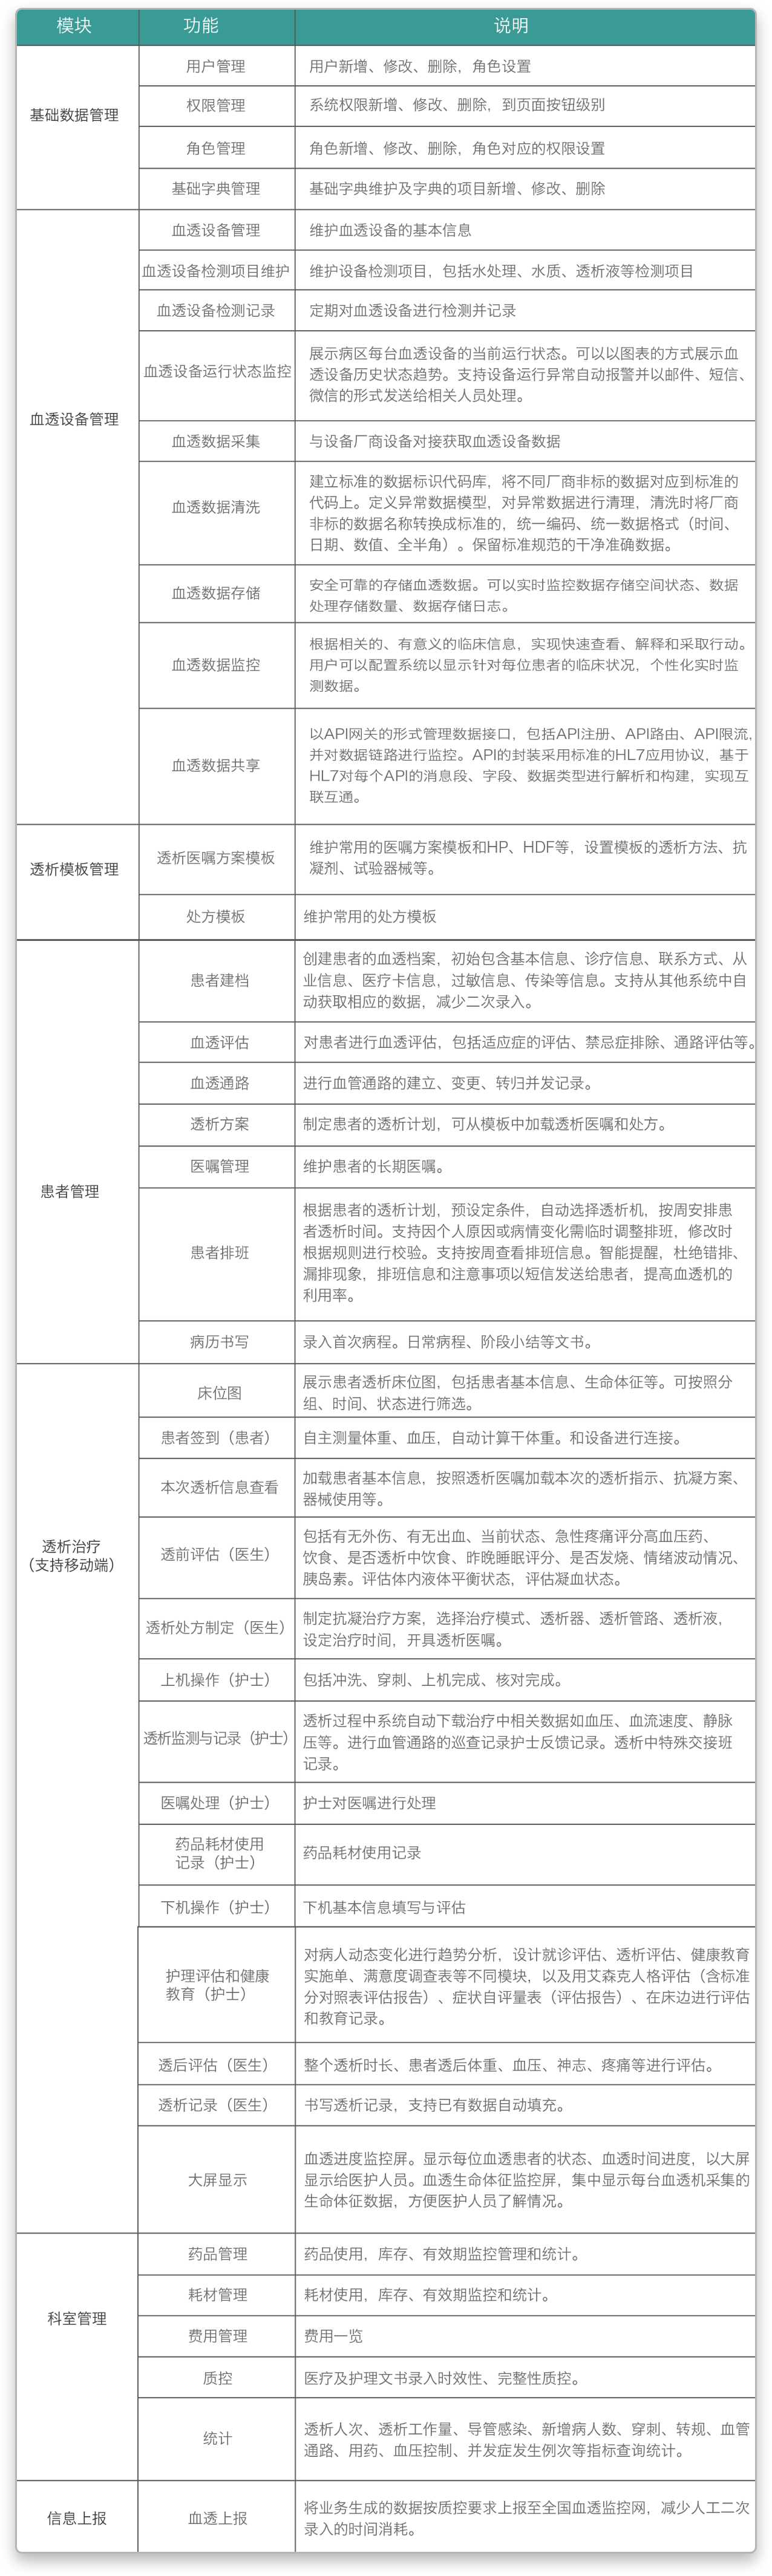 模块 功能 说明
基础数据管理
用户管理 用户新增、修改、删除，角色设置
权限管理 系统权限新增、修改、删除，到页面按钮级别
角色管理 角色新增、修改、删除，角色对应的权限设置
基础字典管理 基础字典维护及字典的项目新增、修改、删除
血透设备管理
血透设备管理 维护血透设备的基本信息
血透设备检测项目维护 维护设备检测项目，包括水处理、水质、透析液等检测项目
血透设备检测记录 定期对血透设备进行检测并记录
血透设备运行状态监控
展示病区每台血透设备的当前运行状态。可以以图表的方式展示血
透设备历史状态趋势。支持设备运行异常自动报警并以邮件、短信、
微信的形式发送给相关人员处理。
血透数据采集 与设备厂商设备对接获取血透设备数据
血透数据清洗
建立标准的数据标识代码库，将不同厂商非标的数据对应到标准的
代码上。定义异常数据模型，对异常数据进行清理，清洗时将厂商
非标的数据名称转换成标准的，统一编码、统一数据格式（时间、
日期、数值、全半角）。保留标准规范的干净准确数据。
血透数据存储
安全可靠的存储血透数据。可以实时监控数据存储空间状态、数据
处理存储数量、数据存储日志。
血透数据监控
根据相关的、有意义的临床信息，实现快速查看、解释和采取行动。
用户可以配置系统以显示针对每位患者的临床状况，个性化实时监
测数据。
血透数据共享
以API网关的形式管理数据接口，包括API注册、API路由、API限流，
并对数据链路进行监控。API的封装采用标准的HL7应用协议，基于
HL7对每个API的消息段、字段、数据类型进行解析和构建，实现互
联互通。
透析模板管理
透析医嘱方案模板
维护常用的医嘱方案模板和HP、HDF等，设置模板的透析方法、抗
凝剂、试验器械等。
处方模板 维护常用的处方模板
患者管理
患者建档
创建患者的血透档案，初始包含基本信息、诊疗信息、联系方式、从
业信息、医疗卡信息，过敏信息、传染等信息。支持从其他系统中自
动获取相应的数据，减少二次录入。
血透评估 对患者进行血透评估，包括适应症的评估、禁忌症排除、通路评估等。
血透通路 进行血管通路的建立、变更、转归并发记录。
透析方案 制定患者的透析计划，可从模板中加载透析医嘱和处方。
医嘱管理 维护患者的长期医嘱。
患者排班
根据患者的透析计划，预设定条件，自动选择透析机，按周安排患
者透析时间。支持因个人原因或病情变化需临时调整排班，修改时
根据规则进行校验。支持按周查看排班信息。智能提醒，杜绝错排、
漏排现象，排班信息和注意事项以短信发送给患者，提高血透机的
利用率。
病历书写 录入首次病程。日常病程、阶段小结等文书。
透析治疗
（支持移动端）
床位图
展示患者透析床位图，包括患者基本信息、生命体征等。可按照分
组、时间、状态进行筛选。
患者签到（患者） 自主测量体重、血压，自动计算干体重。和设备进行连接。
本次透析信息查看
加载患者基本信息，按照透析医嘱加载本次的透析指示、抗凝方案、
器械使用等。
透前评估（医生）
包括有无外伤、有无出血、当前状态、急性疼痛评分高血压药、
饮食、是否透析中饮食、昨晚睡眠评分、是否发烧、情绪波动情况、
胰岛素。评估体内液体平衡状态，评估凝血状态。
透析处方制定（医生）
制定抗凝治疗方案，选择治疗模式、透析器、透析管路、透析液，
设定治疗时间，开具透析医嘱。
上机操作（护士） 包括冲洗、穿刺、上机完成、核对完成。
透析监测与记录（护士）
透析过程中系统自动下载治疗中相关数据如血压、血流速度、静脉
压等。进行血管通路的巡查记录护士反馈记录。透析中特殊交接班
记录。
医嘱处理（护士） 护士对医嘱进行处理
药品耗材使用
记录（护士）
药品耗材使用记录
下机操作（护士） 下机基本信息填写与评估
护理评估和健康
教育（护士）
对病人动态变化进行趋势分析，设计就诊评估、透析评估、健康教育
实施单、满意度调查表等不同模块，以及用艾森克人格评估（含标准
分对照表评估报告）、症状自评量表（评估报告）、在床边进行评估
和教育记录。
透后评估（医生） 整个透析时长、患者透后体重、血压、神志、疼痛等进行评估。
透析记录（医生） 书写透析记录，支持已有数据自动填充。
大屏显示
血透进度监控屏。显示每位血透患者的状态、血透时间进度，以大屏
显示给医护人员。血透生命体征监控屏，集中显示每台血透机采集的
生命体征数据，方便医护人员了解情况。
科室管理
药品管理 药品使用，库存、有效期监控管理和统计。
耗材管理 耗材使用，库存、有效期监控和统计。
费用管理 费用一览
质控 医疗及护理文书录入时效性、完整性质控。
统计
透析人次、透析工作量、导管感染、新增病人数、穿刺、转规、血管
通路、用药、血压控制、并发症发生例次等指标查询统计。
信息上报
血透上报
将业务生成的数据按质控要求上报至全国血透监控网，减少人工二次
录入的时间消耗。